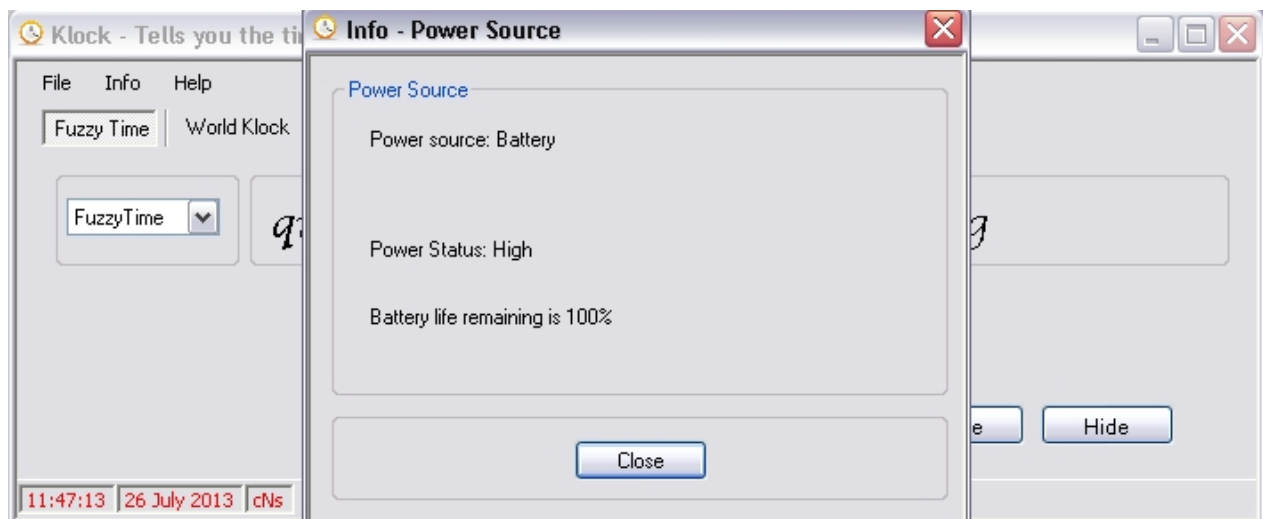 Klock - Tells you the
Info - Power Source
File Info Help
Fuzzy Time World Klock
Power Source
Power source: Battery
FuzzyTime
Power Status: High
Battery life remaining is 100%
Hide
Close
11:47:13 26 July 2013 cNs